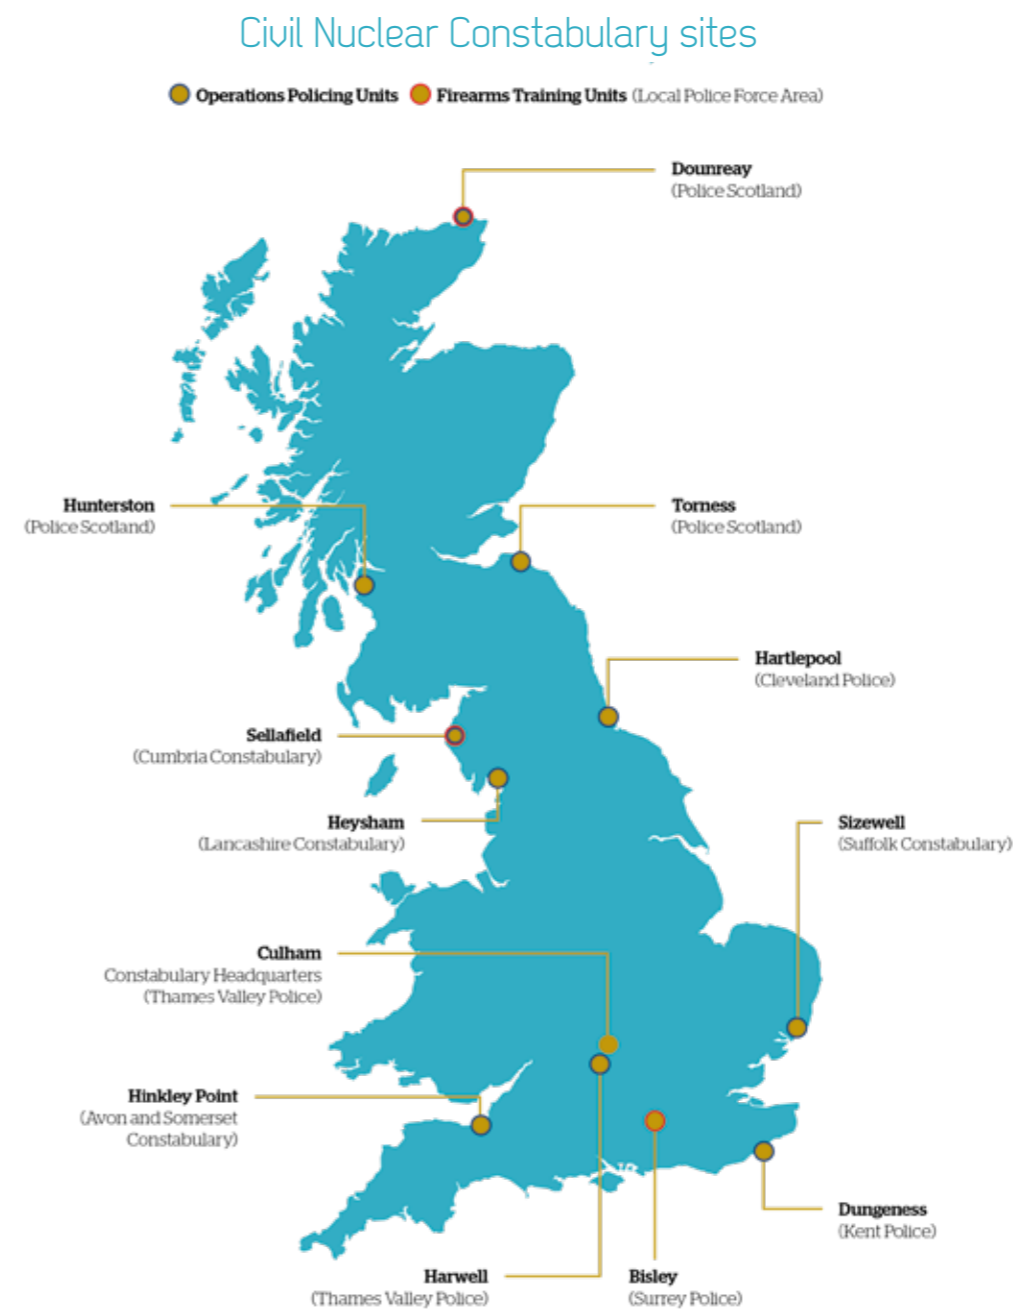 Civil Nuclear Constabulary sites
Operations Policing Units Firearms Training Units (Local Police Force Area)
Dounreay
(Police Scotland)
Hunterston
(Police Scotland)
Torness
(Police Scotland)
Hartlepool
(Cleveland Police)
Sellafield
(Cumbria Constabulary)
Heysham
(Lancashire Constabulary)
Sizewell
(Suffolk Constabulary)
Culham
Constabulary Headquarters
(Thames Valley Police)
Hinkley Point
(Avon and Somerset
Constabulary)
Dungeness
(Kent Police)
Harwell
(Thames Valley Police)
Bisley
(Surrey Police)